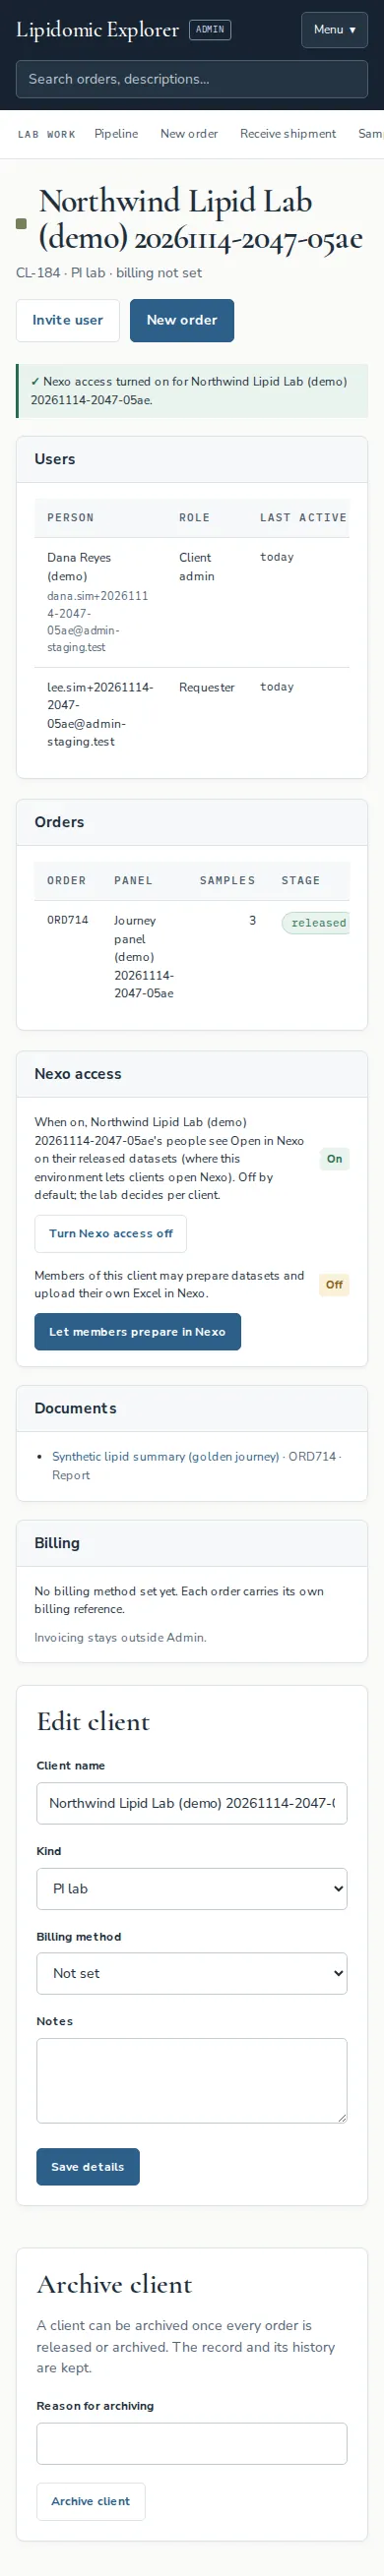 Lipidomic Explorer ADMIN Menu ▾
Search orders, descriptions...
LAB WORK Pipeline New order Receive shipment Sam
Northwind Lipid Lab
(demo) 20261114-2047-05ae
CL-184 · PI lab · billing not set
Invite user New order
✓ Nexo access turned on for Northwind Lipid Lab (demo)
20261114-2047-05ae.
Users
PERSON ROLE LAST ACTIVE
Dana Reyes Client today
(demo) admin
dana.sim+2026111
4-2047-
05ae@admin-
staging.test
lee.sim+20261114- Requester today
2047-
05ae@admin-
staging.test
Orders
ORDER PANEL SAMPLES STAGE
ORD714 Journey 3 released
panel
(demo)
20261114-
2047-05ae
Nexo access
When on, Northwind Lipid Lab (demo)
20261114-2047-05ae's people see Open in Nexo
on their released datasets (where this On
environment lets clients open Nexo). Off by
default; the lab decides per client.
Turn Nexo access off
Members of this client may prepare datasets and Off
upload their own Excel in Nexo.
Let members prepare in Nexo
Documents
• Synthetic lipid summary (golden journey) · ORD714 ·
Report
Billing
No billing method set yet. Each order carries its own
billing reference.
Invoicing stays outside Admin.
Edit client
Client name
Northwind Lipid Lab (demo) 20261114-2047-0
Kind
PI lab
Billing method
Not set
Notes
Save details
Archive client
A client can be archived once every order is
released or archived. The record and its history
are kept.
Reason for archiving
Archive client